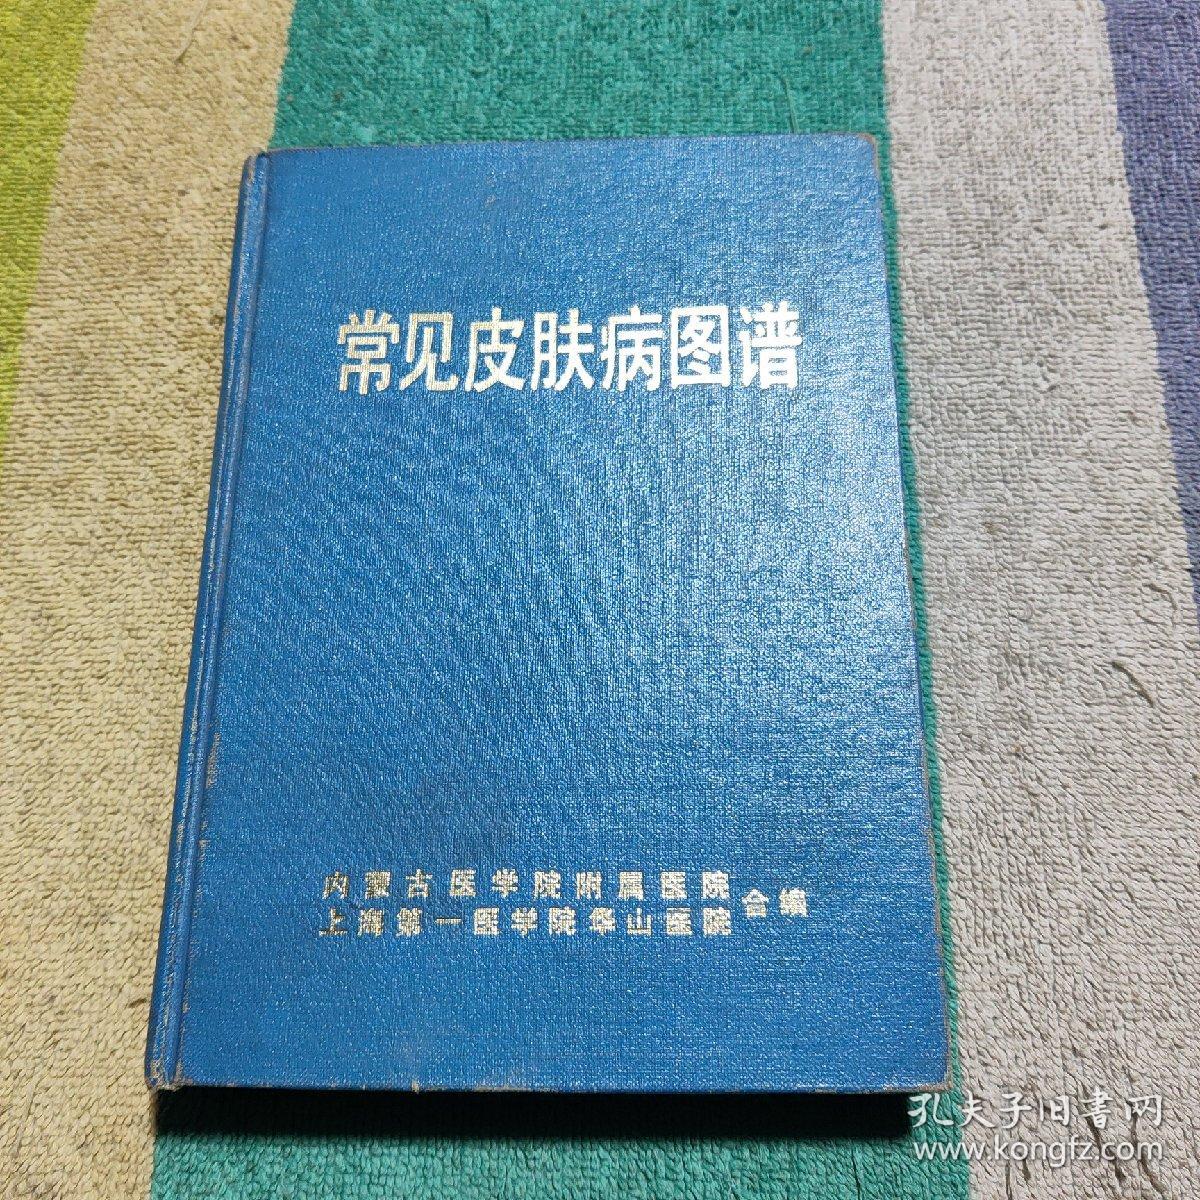 常见皮肤病图谱
内蒙古医学院附属医院
上海第一医学院华山医院
合编
孔夫子旧书网
www.kongfz.com